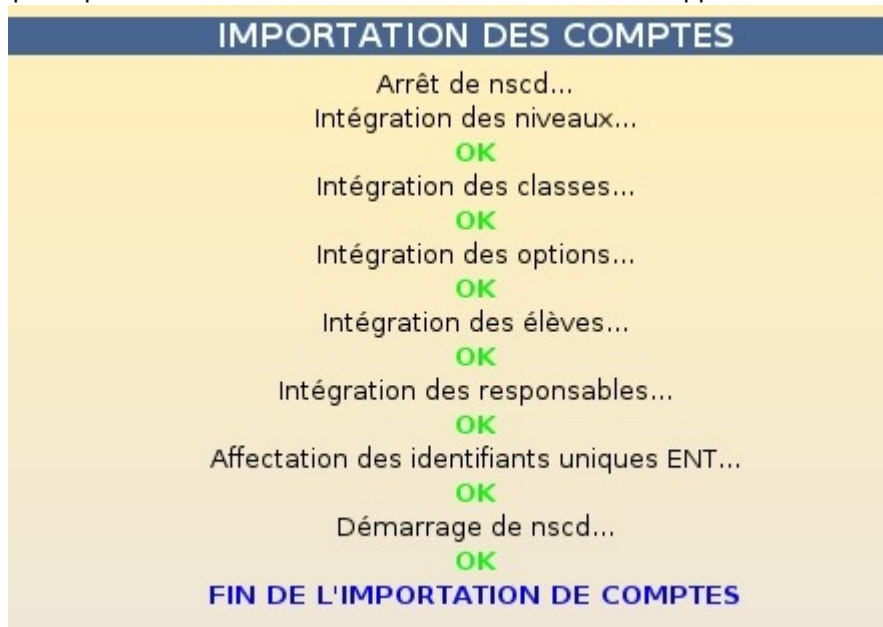 IMPORTATION DES COMPTES
Arrêt de nscd...
Intégration des niveaux...
OK
Intégration des classes...
OK
Intégration des options...
OK
Intégration des élèves...
OK
Intégration des responsables...
OK
Affectation des identifiants uniques ENT...
OK
Démarrage de nscd...
OK
FIN DE L'IMPORTATION DE COMPTES